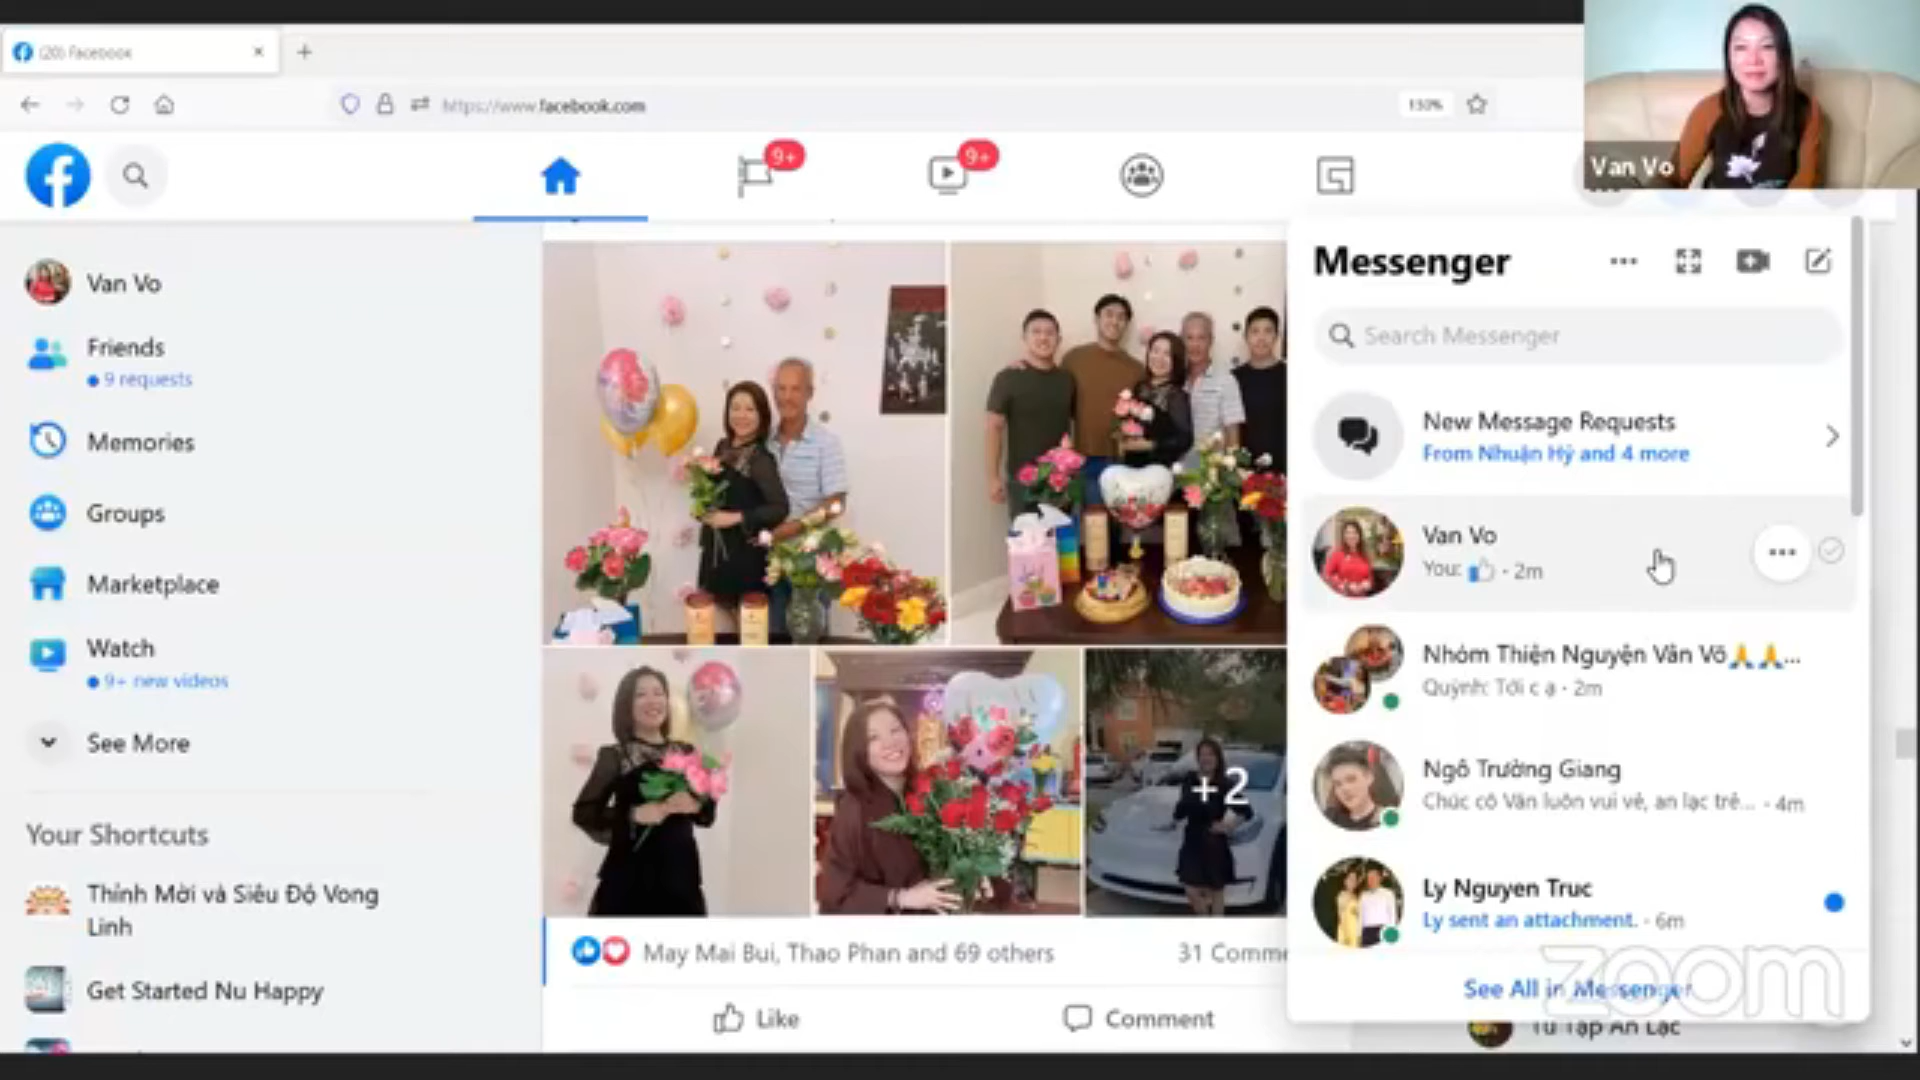 (20) Facebook
https://www.facebook.com
130%
Van Vo
9+
9+
Van Vo
Friends
9 requests
Memories
Groups
Marketplace
Watch
9+ new videos
See More
Your Shortcuts
Thỉnh Mời và Siêu Độ Vong
Linh
Get Started Nu Happy
+2
May Mai Bui, Thao Phan and 69 others
31 Comme
Like
Comment
Messenger
Search Messenger
New Message Requests
From Nhuận Hỷ and 4 more
Van Vo
You: 👍 · 2m
Nhóm Thiện Nguyện Vân Võ🙏🙏...
Quỳnh: Tới c ạ · 2m
Ngô Trường Giang
Chúc cô Vân luôn vui vẻ, an lạc trẻ... · 4m
Ly Nguyen Truc
Ly sent an attachment. · 6m
See All in Messenger
Tu Tập An Lạc
zoom